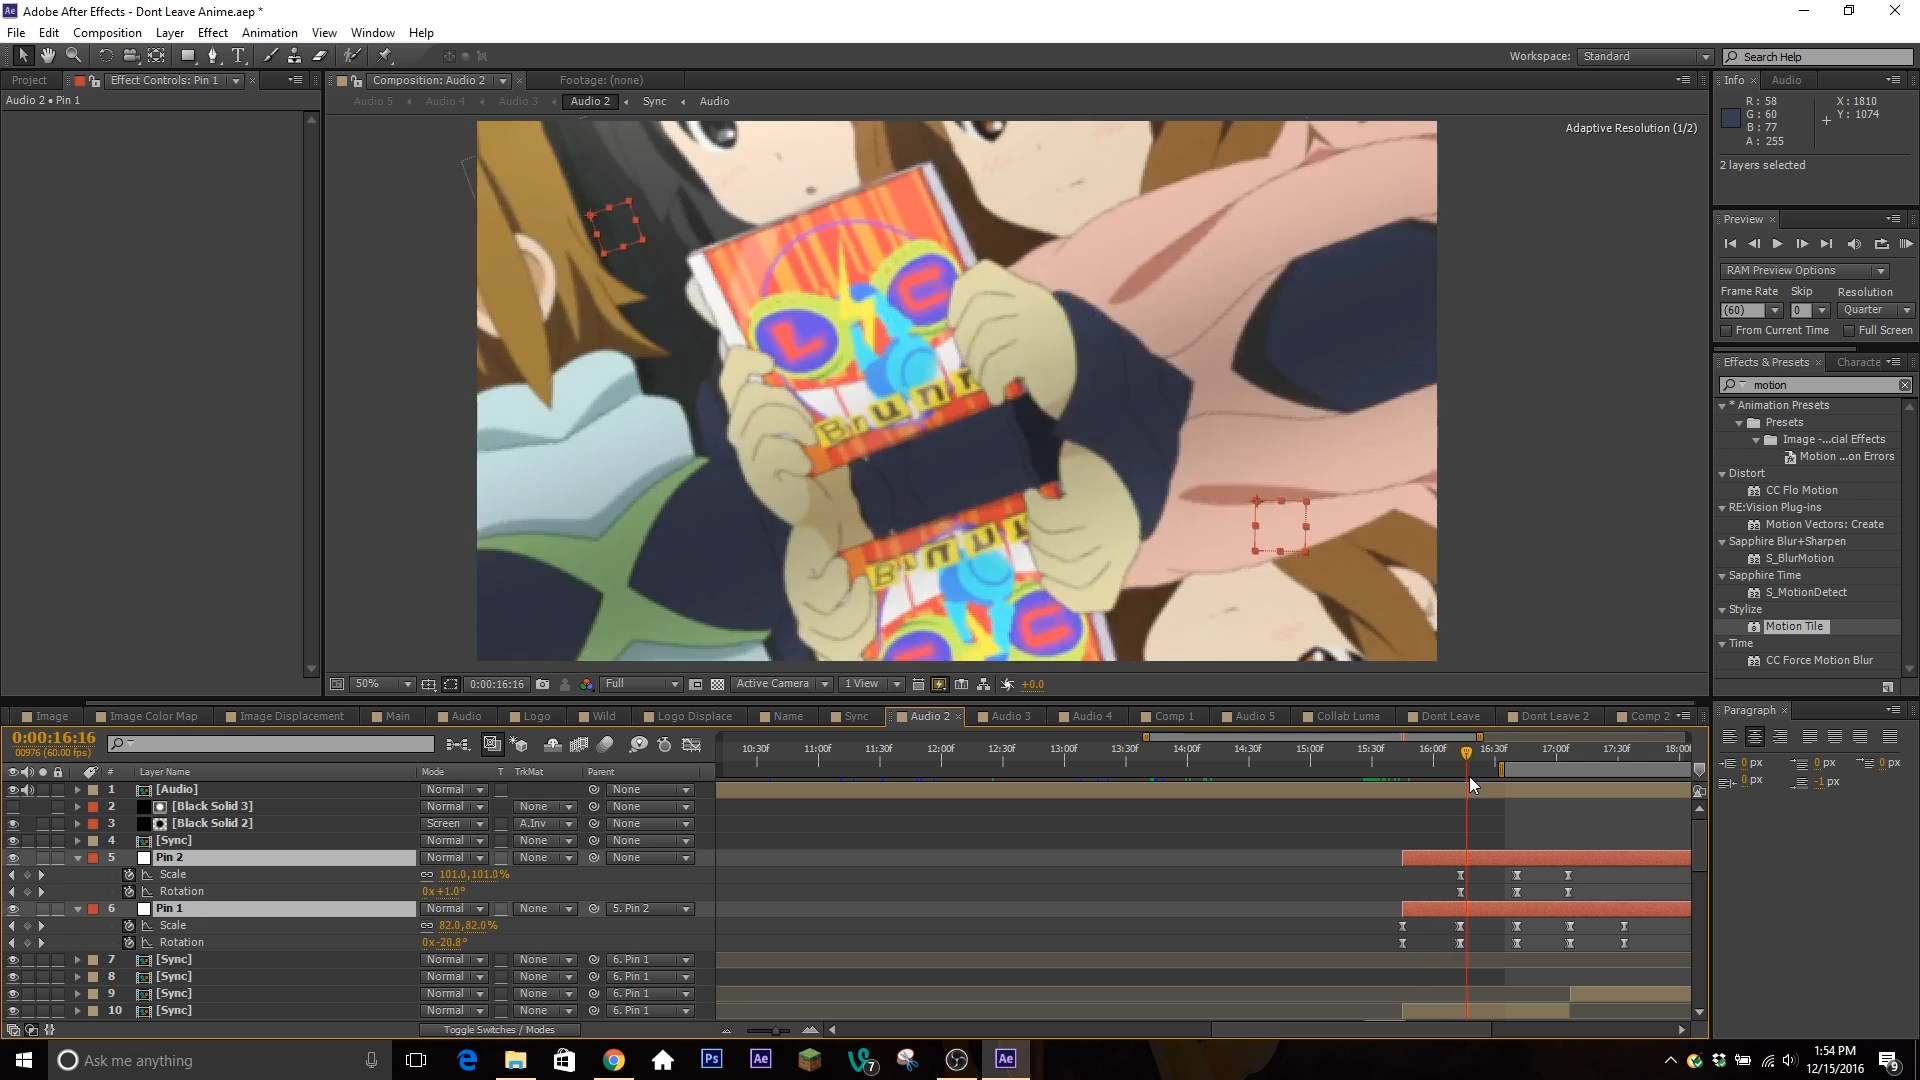 Adobe After Effects - Dont Leave Anime.aep *
File Edit Composition Layer Effect Animation View Window Help
Workspace: Standard Search Help
Project Effect Controls: Pin 1 Composition: Audio 2 Footage: (none) Info Audio
Audio 2 • Pin 1
Audio 5 Audio 4 Audio 3 Audio 2 Sync Audio
Adaptive Resolution (1/2)
R: 58 X: 1810
G: 60 Y: 1074
B: 77
A: 255
2 layers selected
Preview
RAM Preview Options
Frame Rate Skip Resolution
(60) 0 Quarter
From Current Time Full Screen
Effects & Presets Characte
motion
* Animation Presets
Presets
Image -...cial Effects
Motion ...on Errors
Distort
CC Flo Motion
RE:Vision Plug-ins
Motion Vectors: Create
Sapphire Blur+Sharpen
S_BlurMotion
Sapphire Time
S_MotionDetect
Stylize
Motion Tile
Time
CC Force Motion Blur
L C
Brun
50% 0:00:16:16 Full Active Camera 1 View +0.0
Image Image Color Map Image Displacement Main Audio Logo Wild Logo Displace Name Sync Audio 2 Audio 3 Audio 4 Comp 1 Audio 5 Collab Luma Dont Leave Dont Leave 2 Comp 2
Paragraph
0 px 0 px 0 px
0 px -1 px
0:00:16:16
00976 (60.00 fps)
10:30f 11:00f 11:30f 12:00f 12:30f 13:00f 13:30f 14:00f 14:30f 15:00f 15:30f 16:00f 16:30f 17:00f 17:30f 18:00f
# Layer Name Mode T TrkMat Parent
1 [Audio] Normal None
2 [Black Solid 3] Normal None None
3 [Black Solid 2] Screen A.Inv None
4 [Sync] Normal None None
5 Pin 2 Normal None None
Scale 101.0,101.0%
Rotation 0x+1.0°
6 Pin 1 Normal None 5. Pin 2
Scale 82.0,82.0%
Rotation 0x-20.8°
7 [Sync] Normal None 6. Pin 1
8 [Sync] Normal None 6. Pin 1
9 [Sync] Normal None 6. Pin 1
10 [Sync] Normal None 6. Pin 1
Toggle Switches / Modes
Ask me anything
Ps Ae 7 Ae
1:54 PM
12/15/2016
9